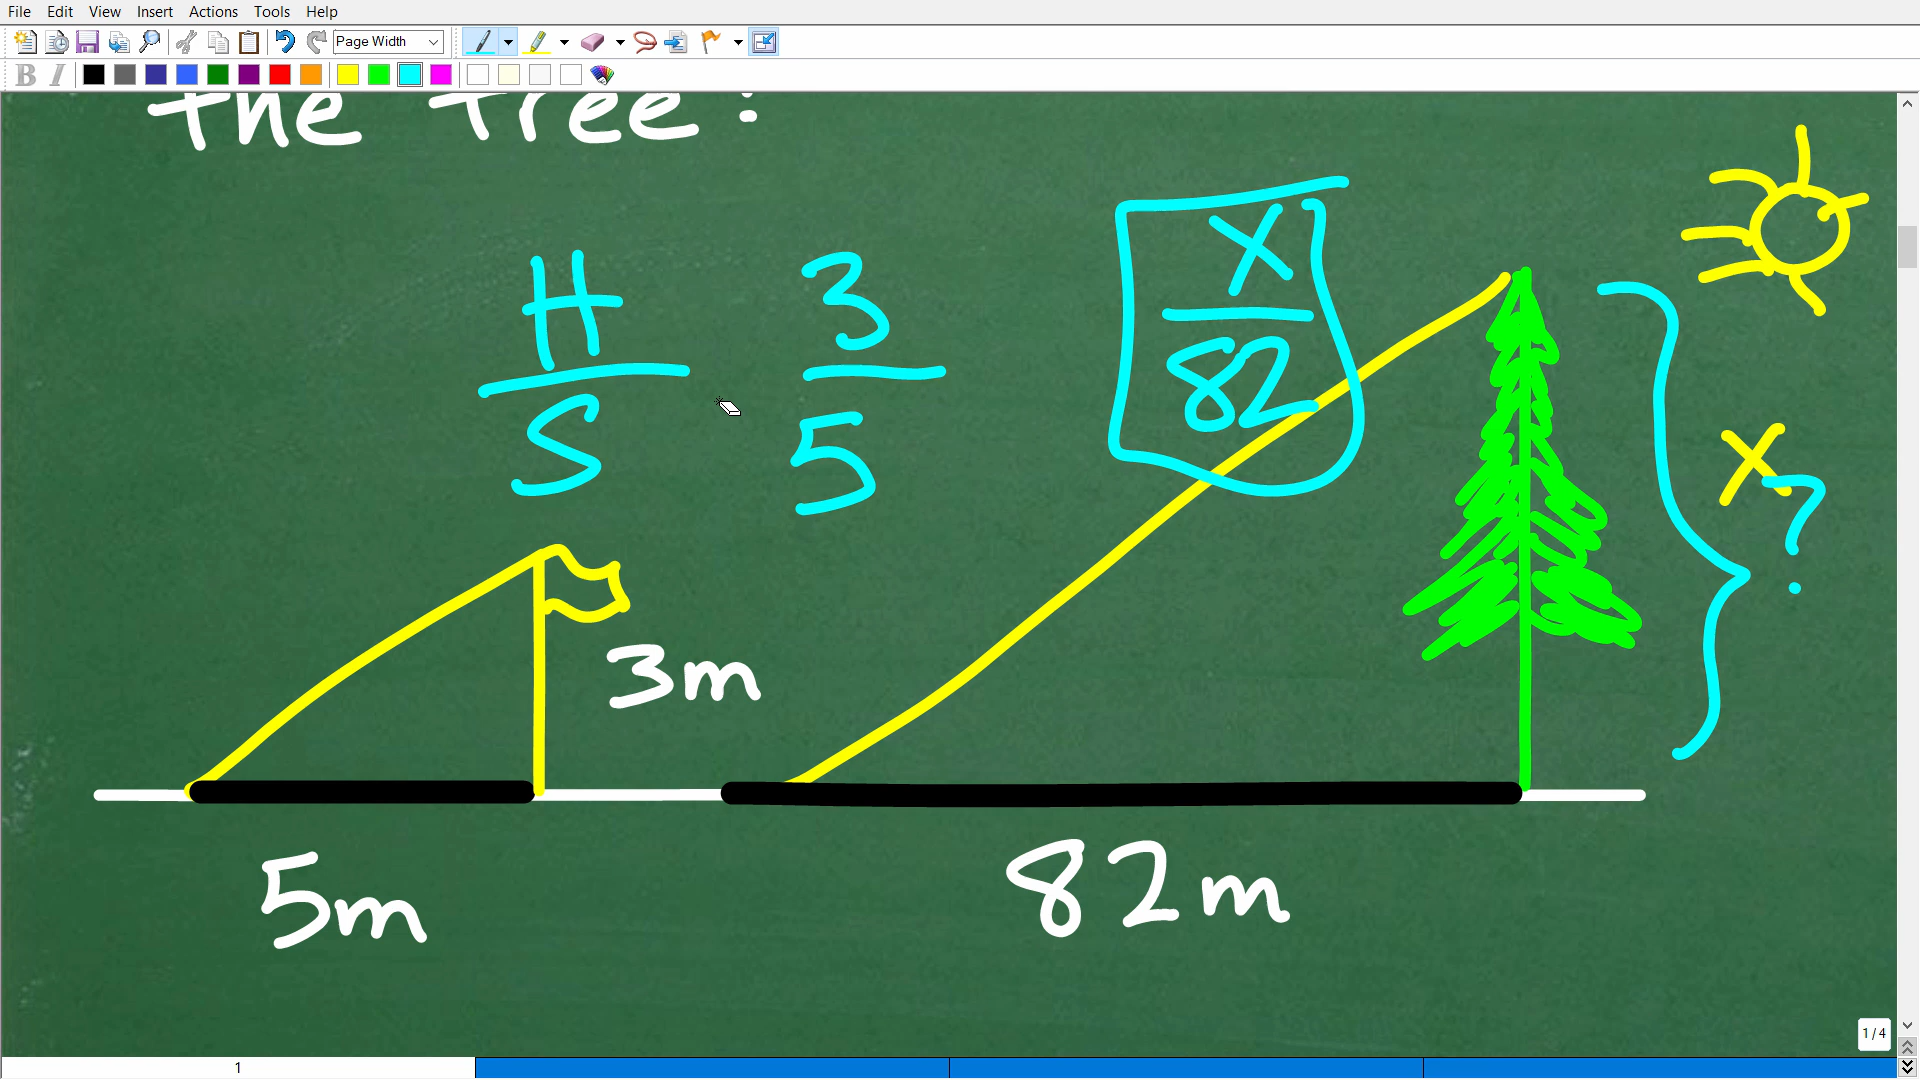 File Edit View Insert Actions Tools Help
Page Width
B I
the tree?
H
S
3
5
X
82
X?
3m
5m
82m
1 / 4
1